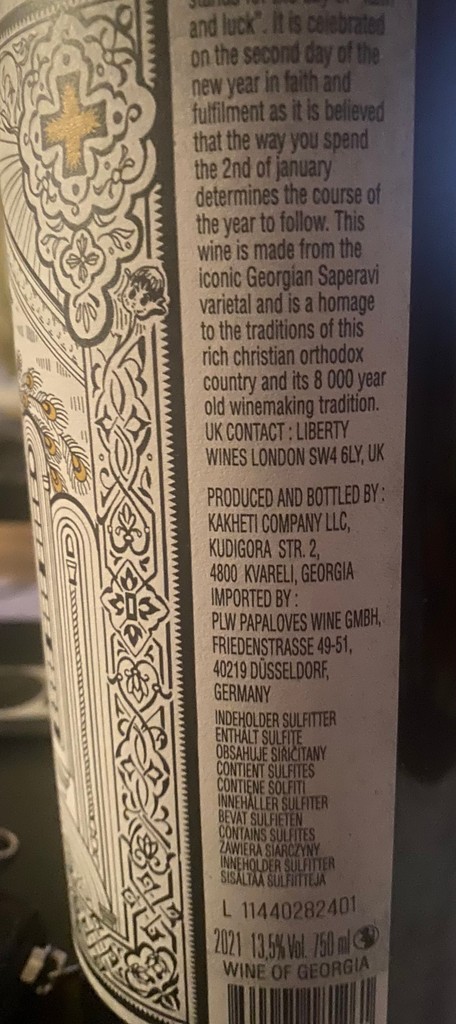 and luck". It is celebrated
on the second day of the
new year in faith and
fulfilment as it is believed
that the way you spend
the 2nd of january
determines the course of
the year to follow. This
wine is made from the
iconic Georgian Saperavi
varietal and is a homage
to the traditions of this
rich christian orthodox
country and its 8 000 year
old winemaking tradition.
UK CONTACT : LIBERTY
WINES LONDON SW4 6LY, UK
PRODUCED AND BOTTLED BY :
KAKHETI COMPANY LLC,
KUDIGORA STR. 2,
4800 KVARELI, GEORGIA
IMPORTED BY :
PLW PAPALOVES WINE GMBH,
FRIEDENSTRASSE 49-51,
40219 DÜSSELDORF,
GERMANY
INDEHOLDER SULFITTER
ENTHÄLT SULFITE
OBSAHUJE SIŘIČITANY
CONTIENT SULFITES
CONTIENE SOLFITI
INNEHÅLLER SULFITER
BEVAT SULFIETEN
CONTAINS SULFITES
ZAWIERA SIARCZYNY
INNEHOLDER SULFITTER
SISÄLTÄÄ SULFIITTEJA
L 11440282401
2021 13,5% Vol. 750 ml
WINE OF GEORGIA